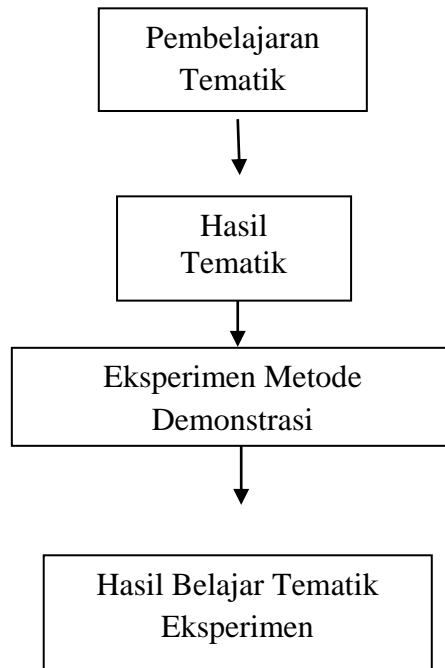 Pembelajaran
Tematik
Hasil
Tematik
Eksperimen Metode
Demonstrasi
Hasil Belajar Tematik
Eksperimen